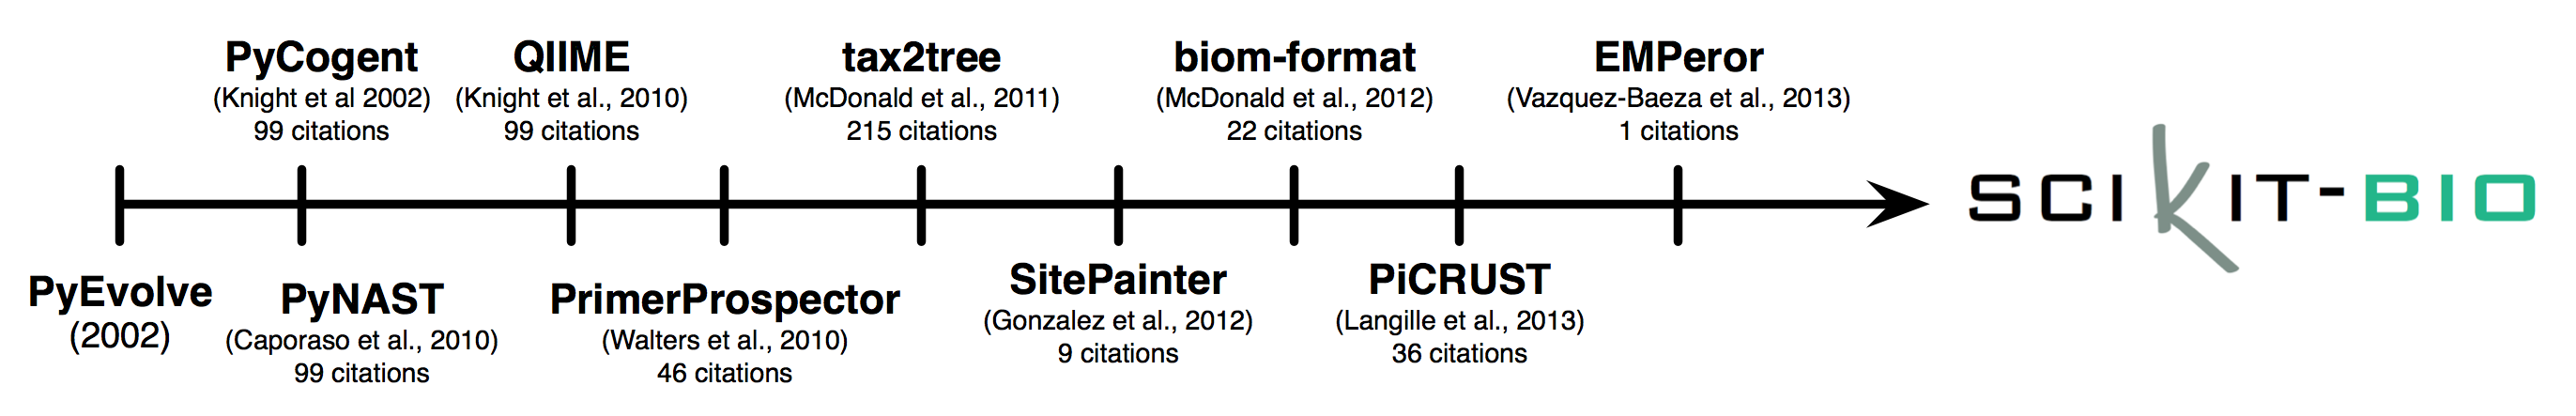 PyCogent
(Knight et al 2002)
99 citations
QIIME
(Knight et al., 2010)
99 citations
tax2tree
(McDonald et al., 2011)
215 citations
biom-format
(McDonald et al., 2012)
22 citations
EMPeror
(Vazquez-Baeza et al., 2013)
1 citations
SCIKIT-BIO
PyEvolve
(2002)
PyNAST
(Caporaso et al., 2010)
99 citations
PrimerProspector
(Walters et al., 2010)
46 citations
SitePainter
(Gonzalez et al., 2012)
9 citations
PiCRUST
(Langille et al., 2013)
36 citations